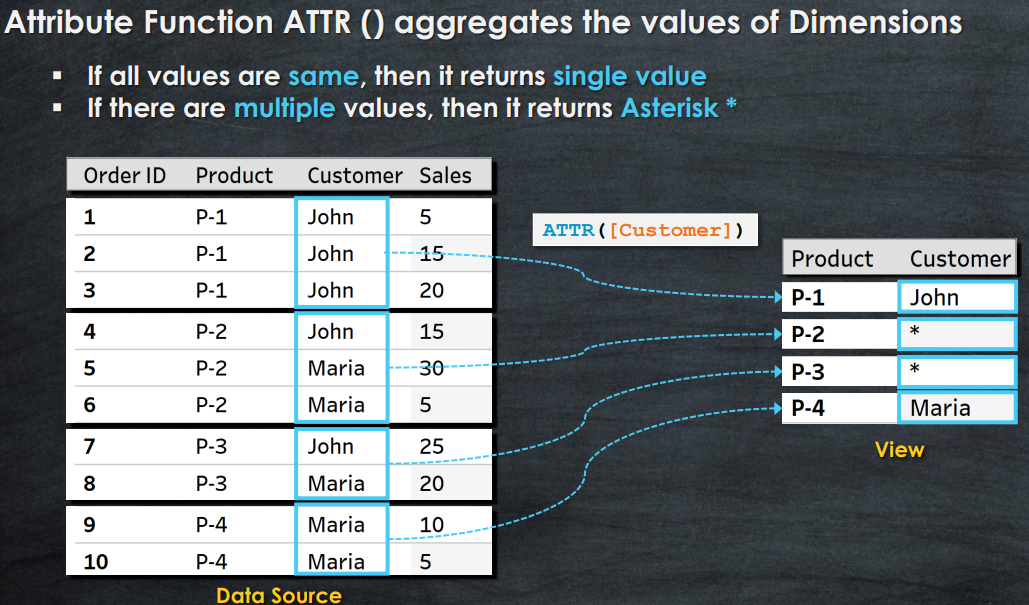 Attribute Function ATTR () aggregates the values of Dimensions
▪ If all values are same, then it returns single value
▪ If there are multiple values, then it returns Asterisk *
Order ID Product Customer Sales
1 P-1 John 5
2 P-1 John 15
3 P-1 John 20
4 P-2 John 15
5 P-2 Maria 30
6 P-2 Maria 5
7 P-3 John 25
8 P-3 Maria 20
9 P-4 Maria 10
10 P-4 Maria 5
Data Source
ATTR([Customer])
Product Customer
P-1 John
P-2 *
P-3 *
P-4 Maria
View